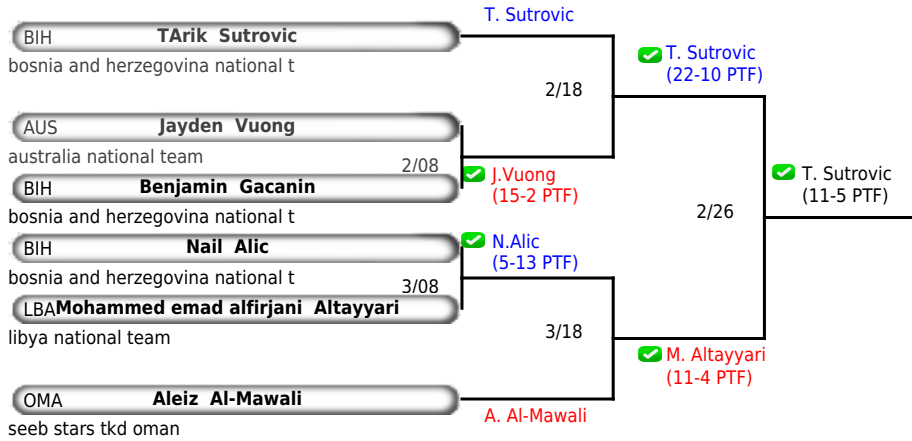 T. Sutrovic
BIH TArik Sutrovic
bosnia and herzegovina national t
T. Sutrovic
(22-10 PTF)
2/18
AUS Jayden Vuong
australia national team
2/08
J.Vuong
(15-2 PTF)
BIH Benjamin Gacanin
bosnia and herzegovina national t
T. Sutrovic
(11-5 PTF)
2/26
BIH Nail Alic
bosnia and herzegovina national t
N.Alic
(5-13 PTF)
3/08
LBA Mohammed emad alfirjani Altayyari
libya national team
3/18
M. Altayyari
(11-4 PTF)
OMA Aleiz Al-Mawali
seeb stars tkd oman
A. Al-Mawali